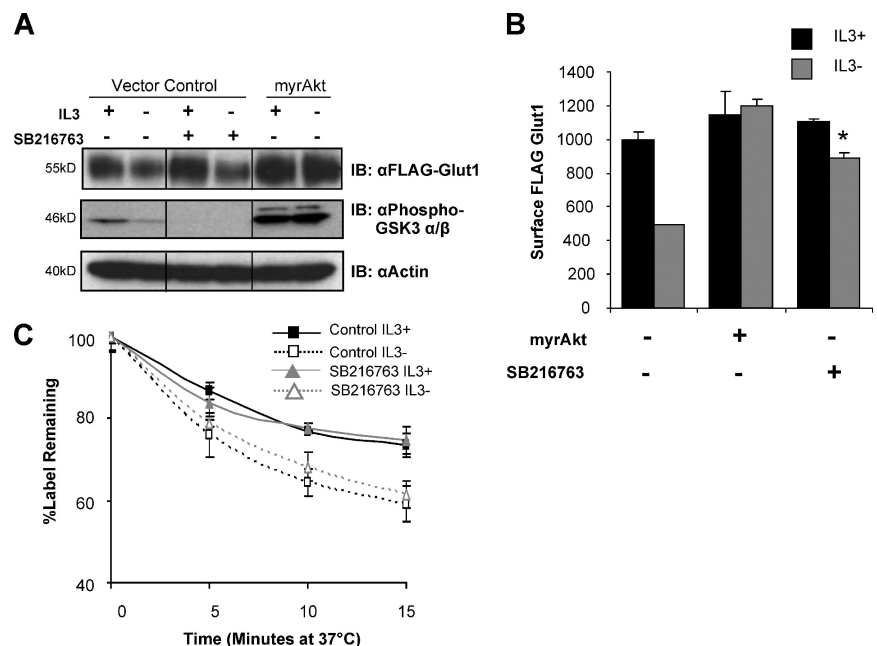 A
Vector Control myrAkt
IL3 + - + - + -
SB216763 - - + + - -
55kD IB: αFLAG-Glut1
46kD IB: αPhospho-
GSK3 α/β
40kD IB: αActin
B
IL3+
IL3-
Surface FLAG Glut1
1400
1200
1000
800
600
400
200
0
*
myrAkt - + -
SB216763 - - +
C
Control IL3+
Control IL3-
SB216763 IL3+
SB216763 IL3-
%Label Remaining
100
80
60
40
0 5 10 15
Time (Minutes at 37°C)